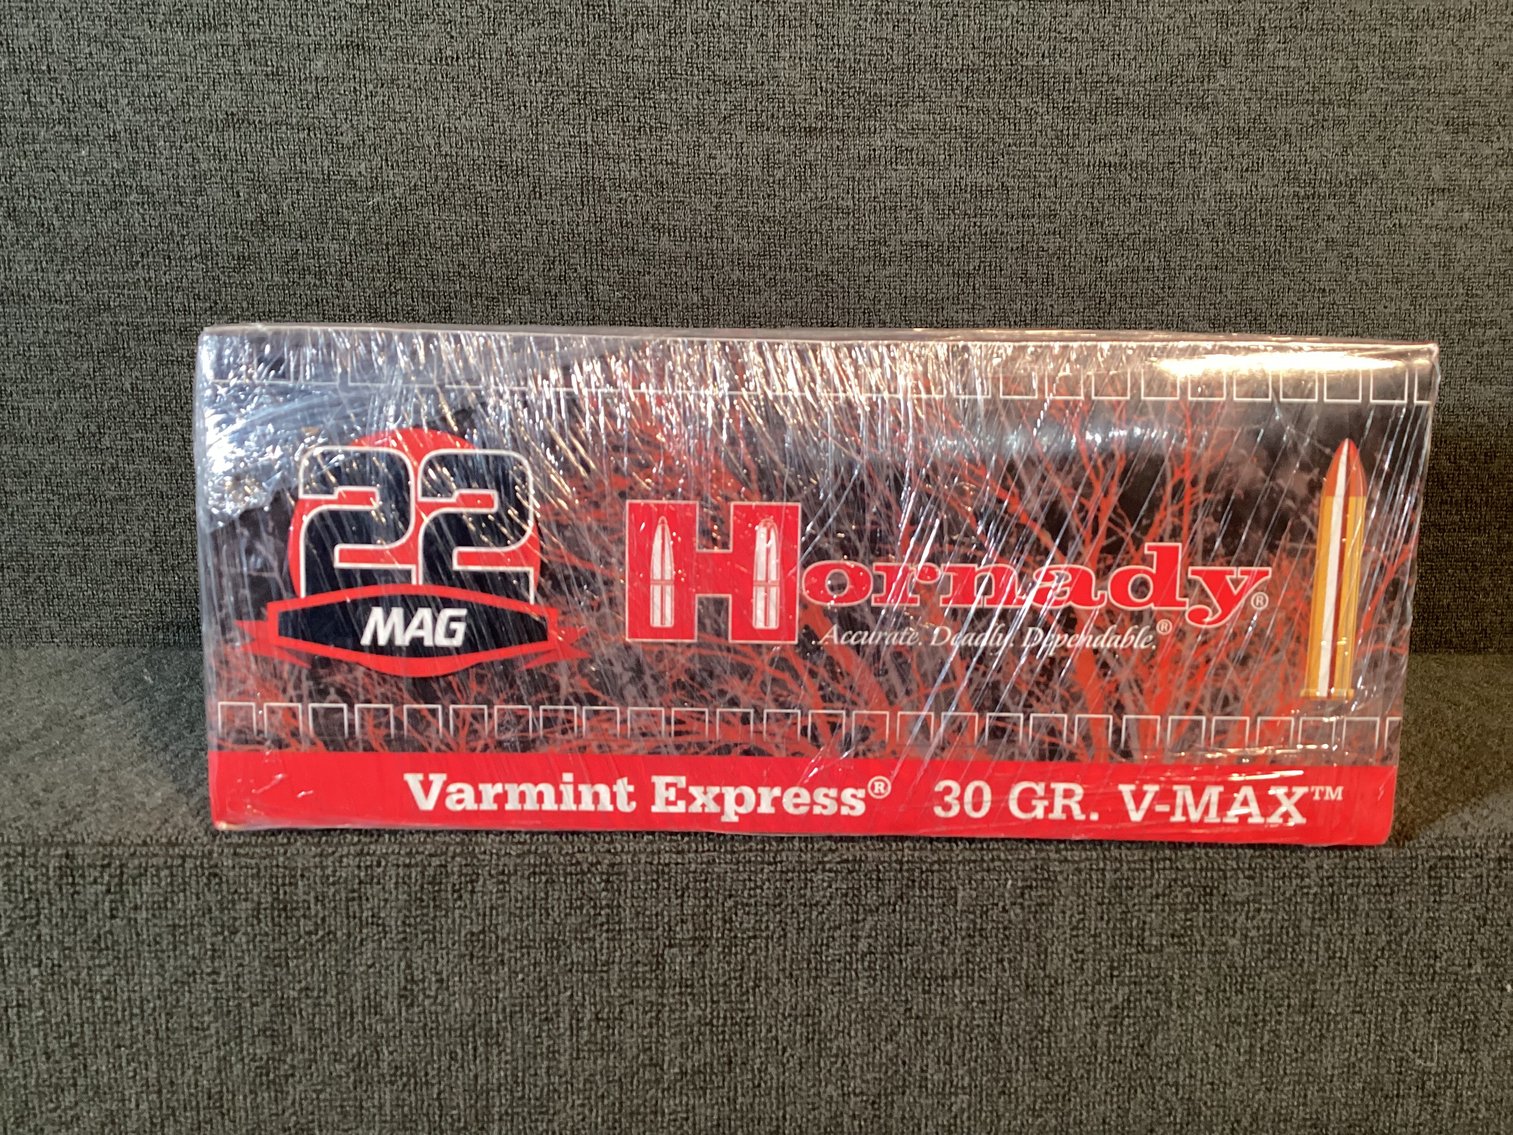 22
MAG
Hornady®
Accurate. Deadly. Dependable.®
Varmint Express® 30 GR. V-MAX™